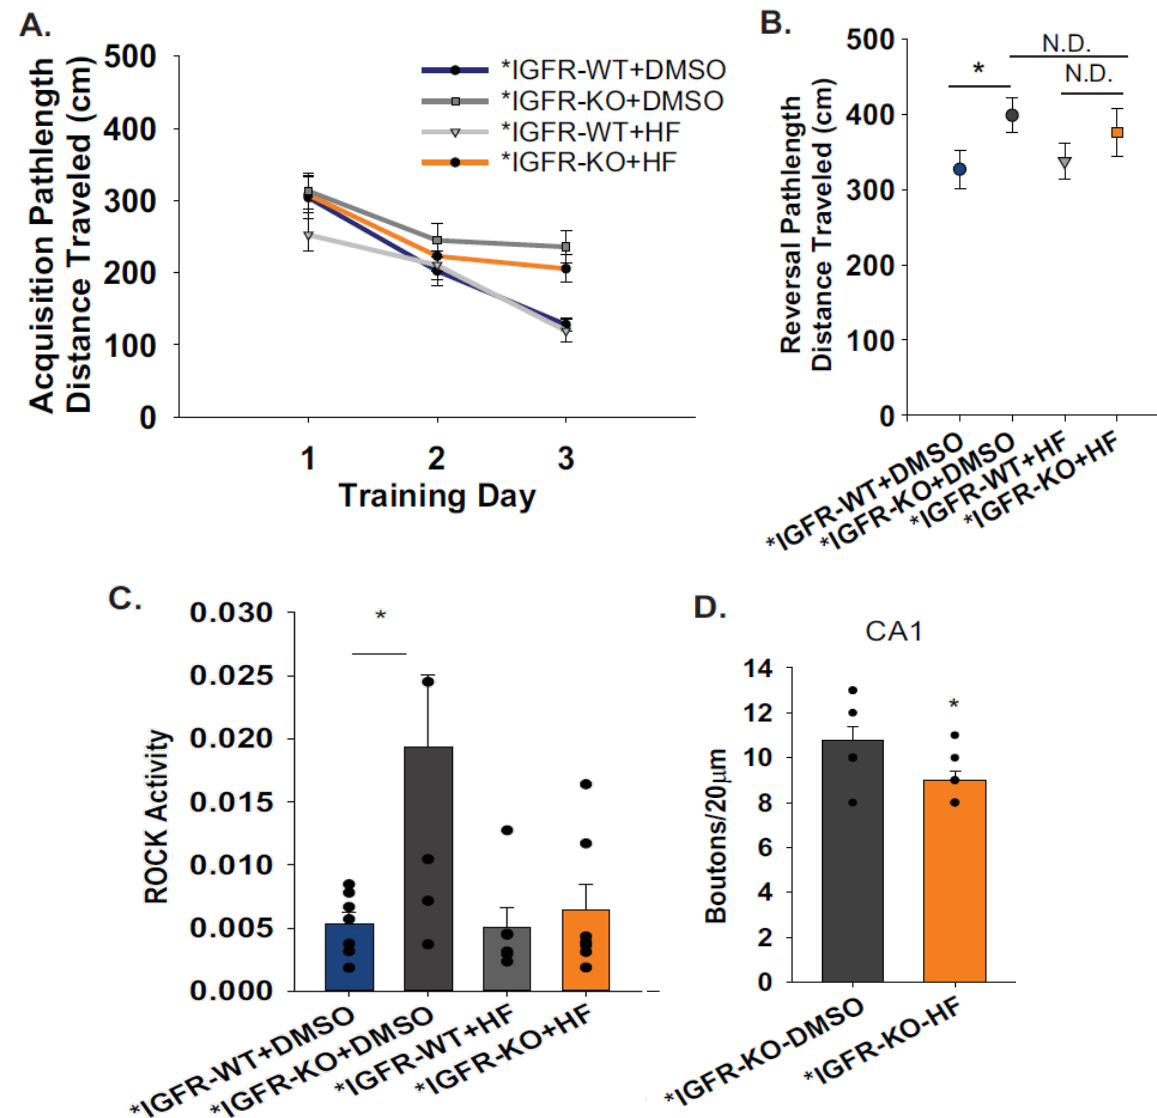 A.
500
400
300
200
100
0
Acquisition Pathlength
Distance Traveled (cm)
*IGFR-WT+DMSO
*IGFR-KO+DMSO
*IGFR-WT+HF
*IGFR-KO+HF
1 2 3
Training Day
B.
500
400
300
200
100
0
Reversal Pathlength
Distance Traveled (cm)
*
N.D.
N.D.
*IGFR-WT+DMSO
*IGFR-KO+DMSO
*IGFR-WT+HF
*IGFR-KO+HF
C.
0.030
0.025
0.020
0.015
0.010
0.005
0.000
ROCK Activity
*
*IGFR-WT+DMSO
*IGFR-KO+DMSO
*IGFR-WT+HF
*IGFR-KO+HF
D.
CA1
14
12
10
8
6
4
2
0
Boutons/20μm
*
*IGFR-KO-DMSO
*IGFR-KO-HF